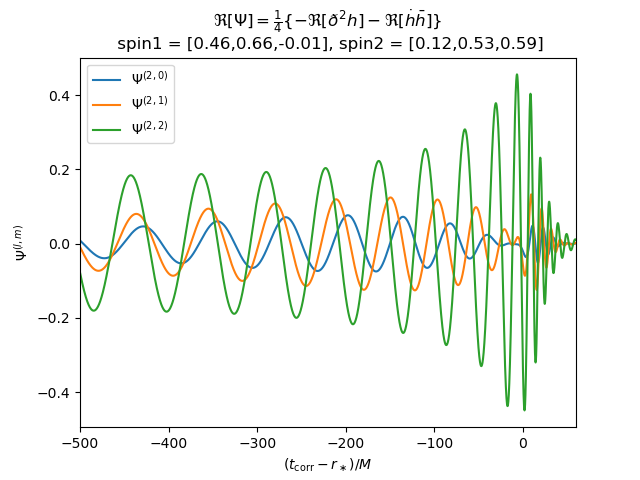 ℜ[Ψ] = ¼{−ℜ[ð²h] − ℜ[ḣh̄]}
spin1 = [0.46,0.66,-0.01], spin2 = [0.12,0.53,0.59]
Ψ^(2,0)
Ψ^(2,1)
Ψ^(2,2)
Ψ^(l,m)
0.4
0.2
0.0
−0.2
−0.4
−500 −400 −300 −200 −100 0
(t_corr − r_∗)/M